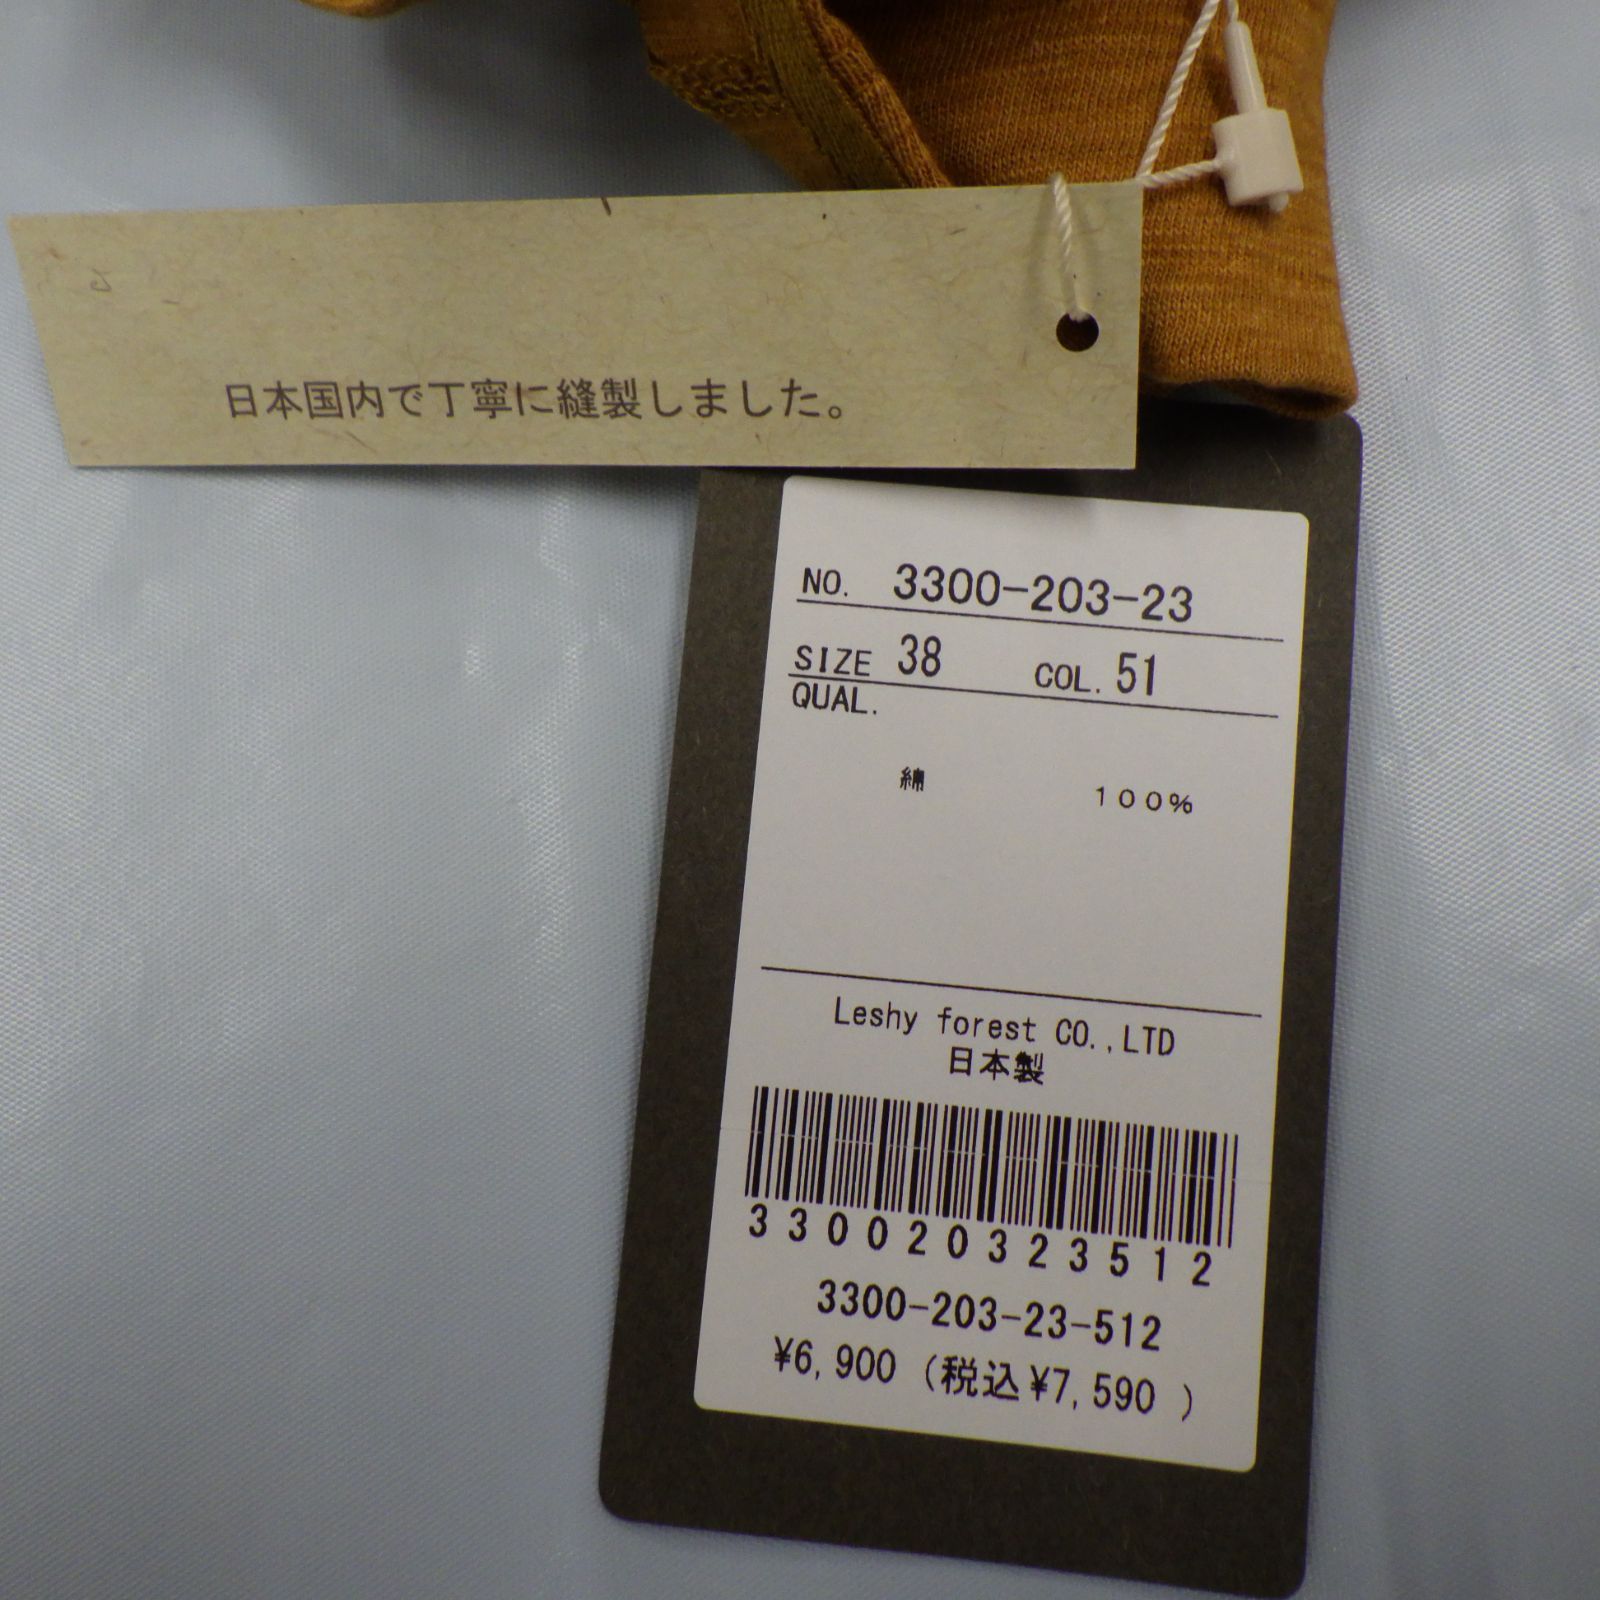 日本国内で丁寧に縫製しました。
NO. 3300-203-23
SIZE 38 COL. 51
QUAL.
綿 100%
Leshy forest CO.,LTD
日本製
330020323512
3300-203-23-512
¥6,900 (税込¥7,590 )